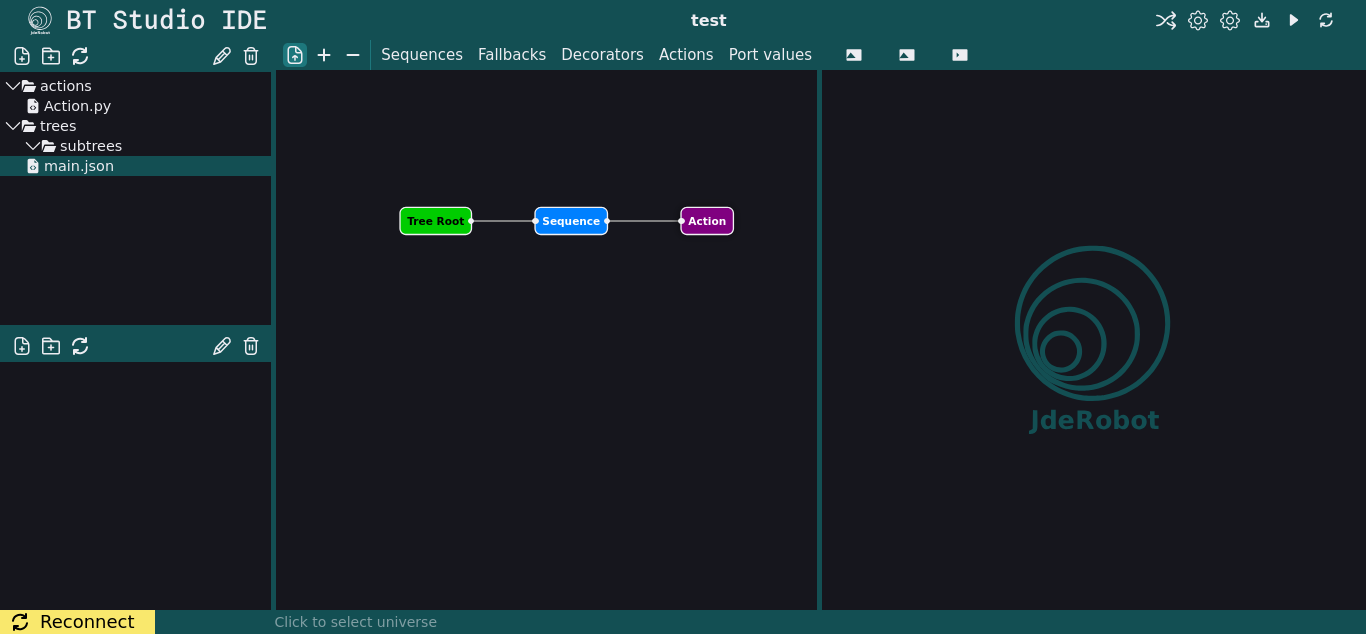 BT Studio IDE
test
Sequences Fallbacks Decorators Actions Port values
actions
Action.py
trees
subtrees
main.json
Tree Root Sequence Action
JdeRobot
Reconnect
Click to select universe